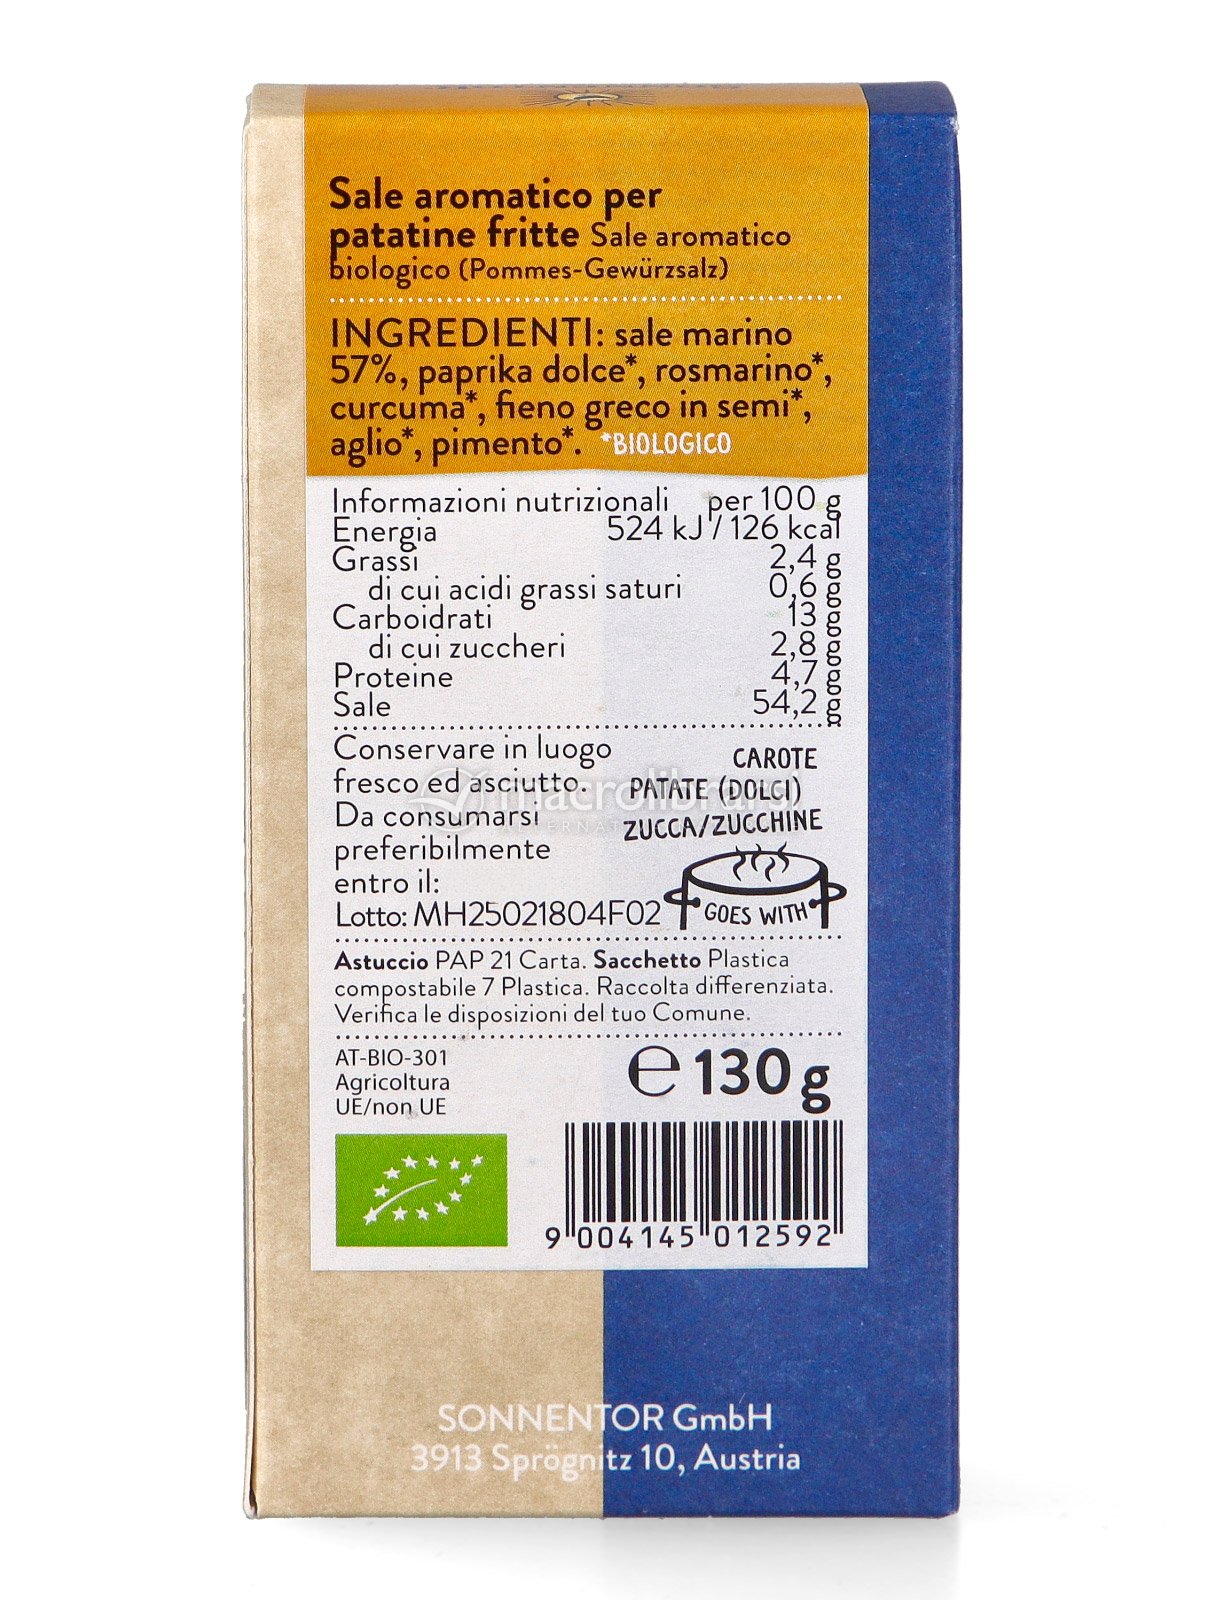 Sale aromatico per
patatine fritte Sale aromatico
biologico (Pommes-Gewürzsalz)
INGREDIENTI: sale marino
57%, paprika dolce*, rosmarino*,
curcuma*, fieno greco in semi*,
aglio*, pimento*. *BIOLOGICO
Informazioni nutrizionali per 100 g
Energia 524 kJ / 126 kcal
Grassi 2,4 g
di cui acidi grassi saturi 0,6 g
Carboidrati 13 g
di cui zuccheri 2,8 g
Proteine 4,7 g
Sale 54,2 g
Conservare in luogo
fresco ed asciutto.
Da consumarsi
preferibilmente
entro il:
Lotto: MH25021804F02
CAROTE
PATATE (DOLCI)
ZUCCA/ZUCCHINE
GOES WITH
macrolibrarsi
Astuccio PAP 21 Carta. Sacchetto Plastica
compostabile 7 Plastica. Raccolta differenziata.
Verifica le disposizioni del tuo Comune.
AT-BIO-301
Agricoltura
UE/non UE
℮ 130 g
9 004145 012592
SONNENTOR GmbH
3913 Sprögnitz 10, Austria